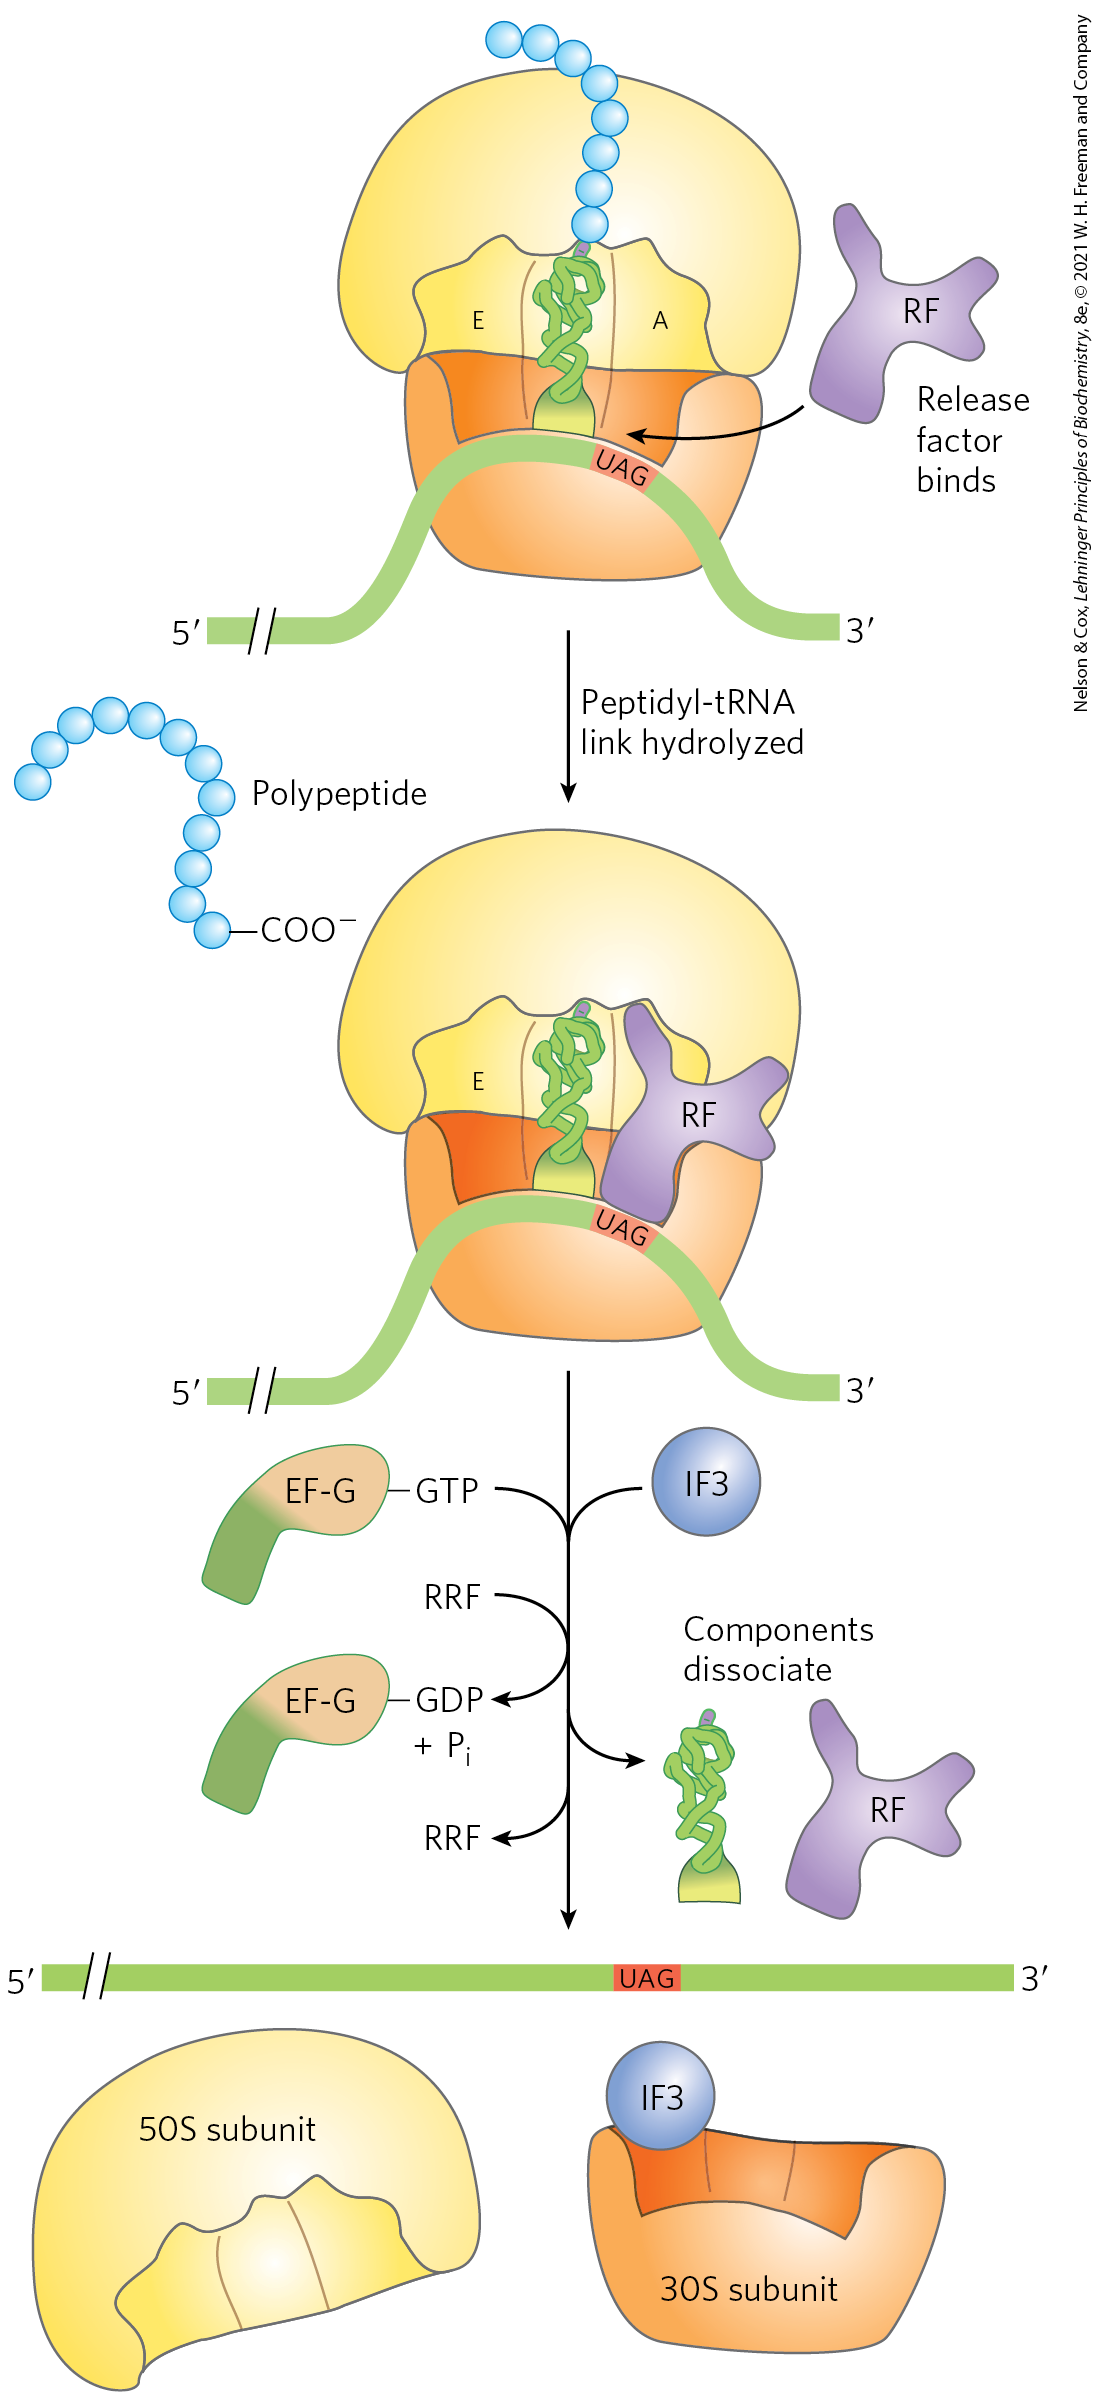 Nelson & Cox, Lehninger Principles of Biochemistry, 8e, © 2021 W. H. Freeman and Company
E
A
RF
Release
factor
binds
UAG
5′
3′
Peptidyl-tRNA
link hydrolyzed
Polypeptide
COO⁻
E
RF
UAG
5′
3′
EF-G
GTP
IF3
RRF
Components
dissociate
EF-G
GDP
+ Pᵢ
RF
RRF
5′
UAG
3′
50S subunit
IF3
30S subunit